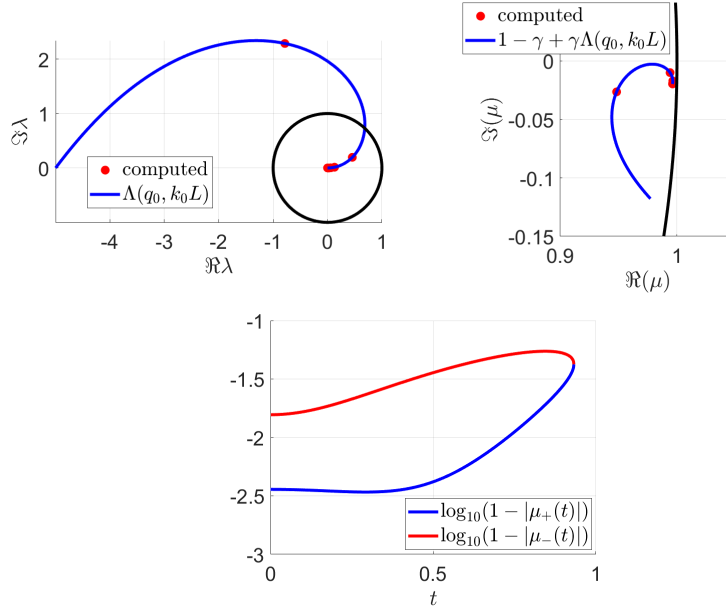 2
1
0
ℑλ
computed
Λ(q₀, k₀L)
-4 -3 -2 -1 0 1
ℜλ
computed
1 − γ + γΛ(q₀, k₀L)
0
-0.05
-0.1
-0.15
ℑ(μ)
0.9 1
ℜ(μ)
-1
-1.5
-2
-2.5
-3
log₁₀(1 − |μ₊(t)|)
log₁₀(1 − |μ₋(t)|)
0 0.5 1
t